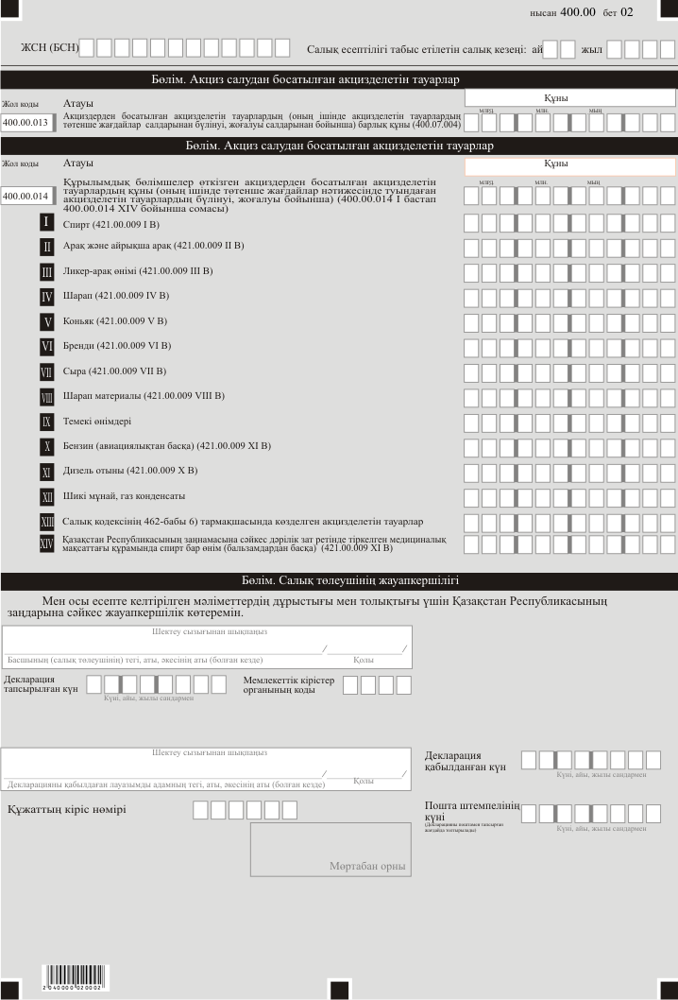 нысан 400.00 бет 02
ЖСН (БСН) Салық есептілігі табыс етілетін салық кезеңі: ай жыл
Бөлім. Акциз салудан босатылған акцизделетін тауарлар
Жол коды Атауы Құны
млрд. млн. мың
400.00.013 Акциздерден босатылған акцизделетін тауарлардың (оның ішінде акцизделетін тауарлардың
төтенше жағдайлар салдарынан бүлінуі, жоғалуы салдарынан бойынша) барлық құны (400.07.004)
Бөлім. Акциз салудан босатылған акцизделетін тауарлар
Жол коды Атауы Құны
млрд. млн. мың
400.00.014 Құрылымдық бөлімшелер өткізген акциздерден босатылған акцизделетін
тауарлардың құны (оның ішінде төтенше жағдайлар нәтижесінде туындаған
акцизделетін тауарлардың бүлінуі, жоғалуы бойынша) (400.00.014 I бастап
400.00.014 XIV бойынша сомасы)
I Спирт (421.00.009 I B)
II Арақ және айрықша арақ (421.00.009 II B)
III Ликер-арақ өнімі (421.00.009 III B)
IV Шарап (421.00.009 IV B)
V Коньяк (421.00.009 V B)
VI Бренди (421.00.009 VI B)
VII Сыра (421.00.009 VII B)
VIII Шарап материалы (421.00.009 VIII B)
IX Темекі өнімдері
X Бензин (авиациялықтан басқа) (421.00.009 XI B)
XI Дизель отыны (421.00.009 X B)
XII Шикі мұнай, газ конденсаты
XIII Салық кодексінің 462-бабы 6) тармақшасында көзделген акцизделетін тауарлар
XIV Қазақстан Республикасының заңнамасына сәйкес дәрілік зат ретінде тіркелген медициналық
мақсаттағы құрамында спирт бар өнім (бальзамдардан басқа) (421.00.009 XI B)
Бөлім. Салық төлеушінің жауапкершілігі
Мен осы есепте келтірілген мәліметтердің дұрыстығы мен толықтығы үшін Қазақстан Республикасының
заңдарына сәйкес жауапкершілік көтеремін.
Шектеу сызығынан шықпаңыз
/ /
Басшының (салық төлеушінің) тегі, аты, әкесінің аты (болған кезде) Қолы
Декларация
тапсырылған күн
Күні, айы, жылы сандармен
Мемлекеттік кірістер
органының коды
Шектеу сызығынан шықпаңыз
/ /
Декларацияны қабылдаған лауазымды адамның тегі, аты, әкесінің аты (болған кезде) Қолы
Декларация
қабылданған күн
Күні, айы, жылы сандармен
Құжаттың кіріс нөмірі
Пошта штемпелінің
күні
(Декларацияны поштамен тапсырған
жағдайда толтырылады)
Күні, айы, жылы сандармен
Мөртабан орны
2 040000 020002